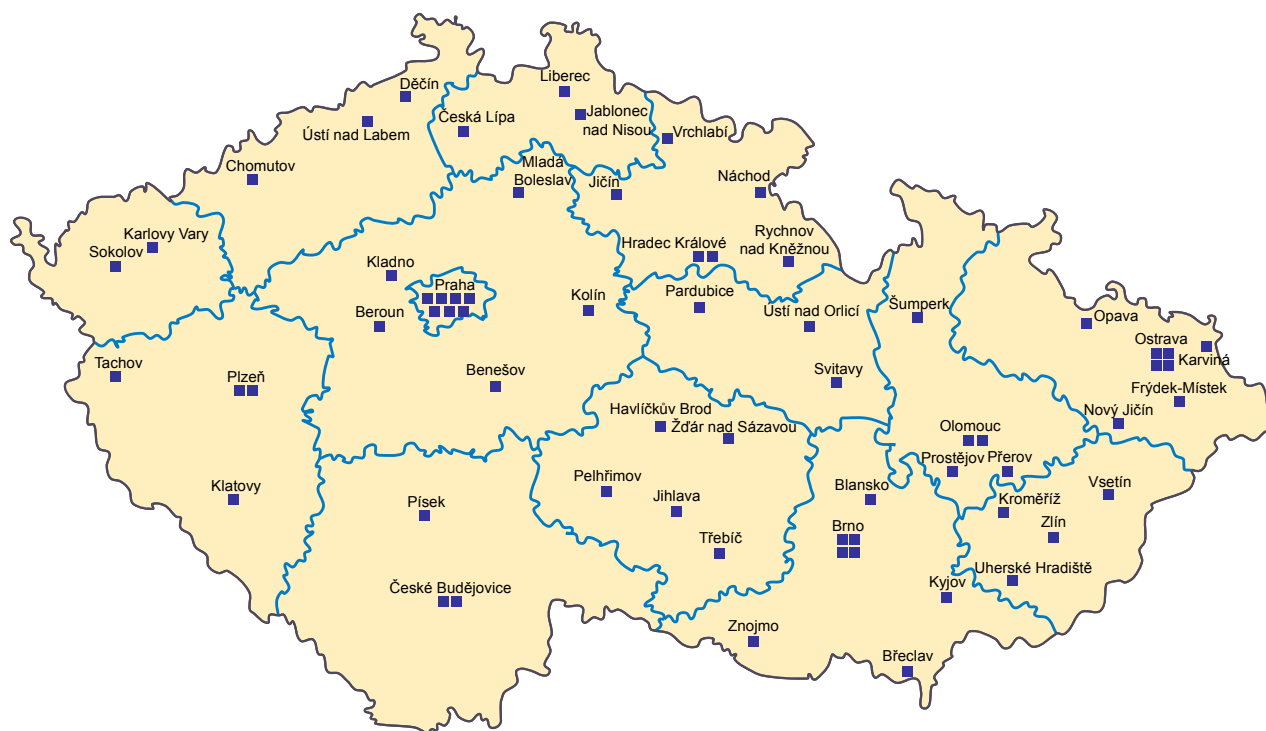 Děčín
Liberec
Ústí nad Labem
Česká Lípa
Jablonec
nad Nisou
Vrchlabí
Chomutov
Mladá
Boleslav
Jičín
Náchod
Karlovy Vary
Sokolov
Hradec Králové
Rychnov
nad Kněžnou
Kladno
Praha
Kolín
Pardubice
Beroun
Ústí nad Orlicí
Šumperk
Opava
Ostrava
Karviná
Tachov
Plzeň
Benešov
Svitavy
Frýdek-Místek
Havlíčkův Brod
Žďár nad Sázavou
Nový Jičín
Olomouc
Prostějov
Přerov
Klatovy
Písek
Pelhřimov
Jihlava
Blansko
Vsetín
Kroměříž
Třebíč
Brno
Zlín
Uherské Hradiště
České Budějovice
Kyjov
Znojmo
Břeclav